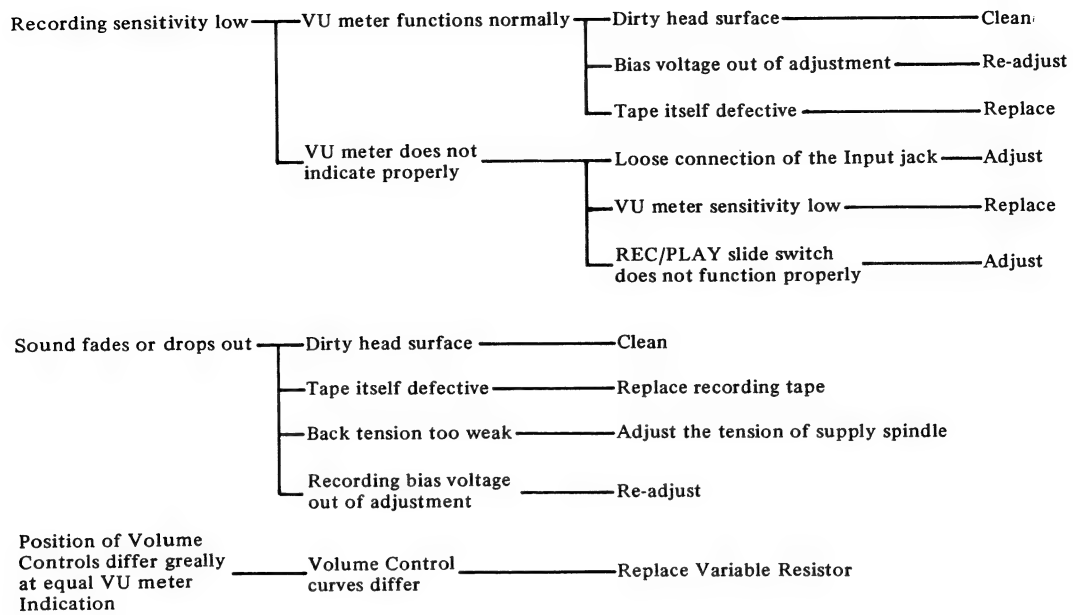 Recording sensitivity low
VU meter functions normally
Dirty head surface
Clean
Bias voltage out of adjustment
Re-adjust
Tape itself defective
Replace
VU meter does not
indicate properly
Loose connection of the Input jack
Adjust
VU meter sensitivity low
Replace
REC/PLAY slide switch
does not function properly
Adjust
Sound fades or drops out
Dirty head surface
Clean
Tape itself defective
Replace recording tape
Back tension too weak
Adjust the tension of supply spindle
Recording bias voltage
out of adjustment
Re-adjust
Position of Volume
Controls differ greally
at equal VU meter
Indication
Volume Control
curves differ
Replace Variable Resistor